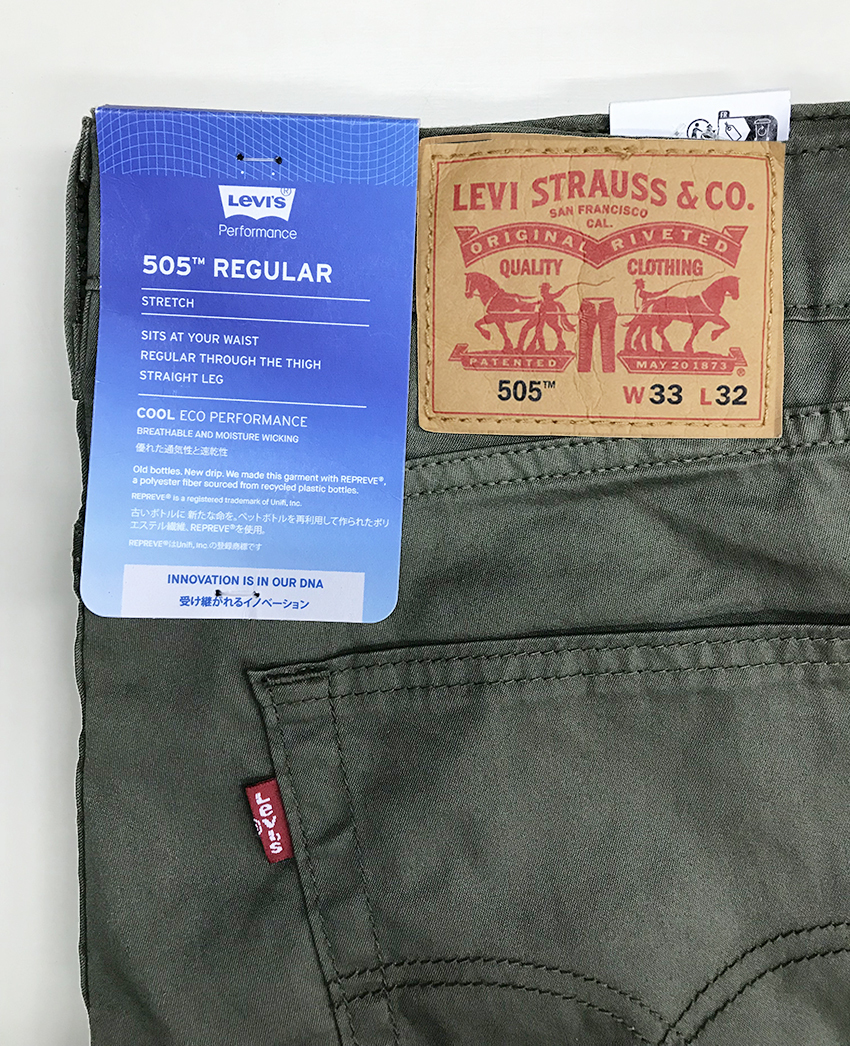 LEVI'S®
Performance
505™ REGULAR
STRETCH
SITS AT YOUR WAIST
REGULAR THROUGH THE THIGH
STRAIGHT LEG
COOL ECO PERFORMANCE
BREATHABLE AND MOISTURE WICKING
優れた通気性と速乾性
Old bottles. New drip. We made this garment with REPREVE®,
a polyester fiber sourced from recycled plastic bottles.
REPREVE® is a registered trademark of Unifi, Inc.
古いボトルに 新たな命を。ペットボトルを再利用して作られたポリ
エステル繊維、REPREVE®を使用。
REPREVE®はUnifi, Inc の登録商標です
INNOVATION IS IN OUR DNA
受け継がれるイノベーション
FR
LEVI STRAUSS & CO.
SAN FRANCISCO
CAL.
ORIGINAL RIVETED
QUALITY CLOTHING
PATENTED MAY 20 1873 ®
505™ W 33 L 32
LeVi's
®